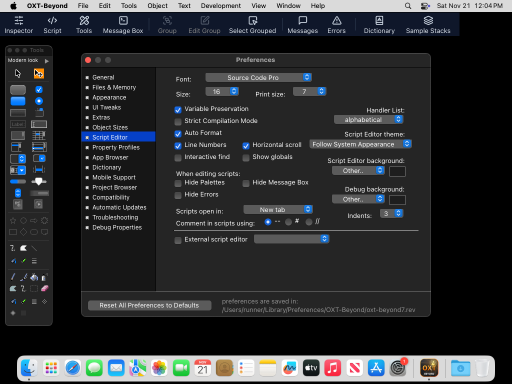 OXT-Beyond File Edit Tools Object Text Development View Window Help Sat Nov 21 12:04 PM
Inspector Script Tools Message Box Group Edit Group Select Grouped Messages Errors Dictionary Sample Stacks
Tools
Modern look
Preferences
General
Files & Memory
Appearance
UI Tweaks
Extras
Object Sizes
Script Editor
Property Profiles
App Browser
Dictionary
Mobile Support
Project Browser
Compatibility
Automatic Updates
Troubleshooting
Debug Properties
Font: Source Code Pro
Size: 16 Print size: 7
Variable Preservation
Strict Compilation Mode
Auto Format
Line Numbers Horizontal scroll
Interactive find Show globals
When editing scripts:
Hide Palettes Hide Message Box
Hide Errors
Scripts open in: New tab
Comment in scripts using: -- # //
External script editor
Handler List:
alphabetical
Script Editor theme:
Follow System Appearance
Script Editor background:
Other..
Debug background:
Other..
Indents: 3
Reset All Preferences to Defaults
preferences are saved in:
/Users/runner/Library/Preferences/OXT-Beyond/oxt-beyond7.rev
NOV
21
tv
OXT